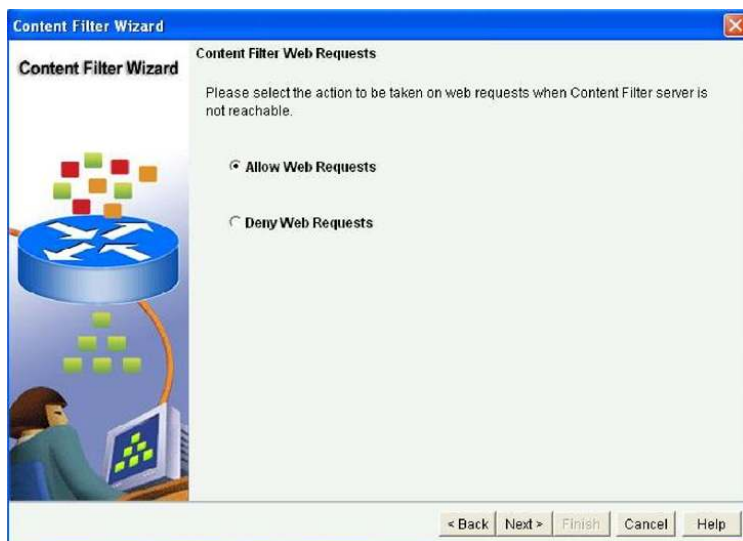 Content Filter Wizard
Content Filter Wizard
Content Filter Web Requests
Please select the action to be taken on web requests when Content Filter server is
not reachable.
Allow Web Requests
Deny Web Requests
< Back
Next >
Finish
Cancel
Help